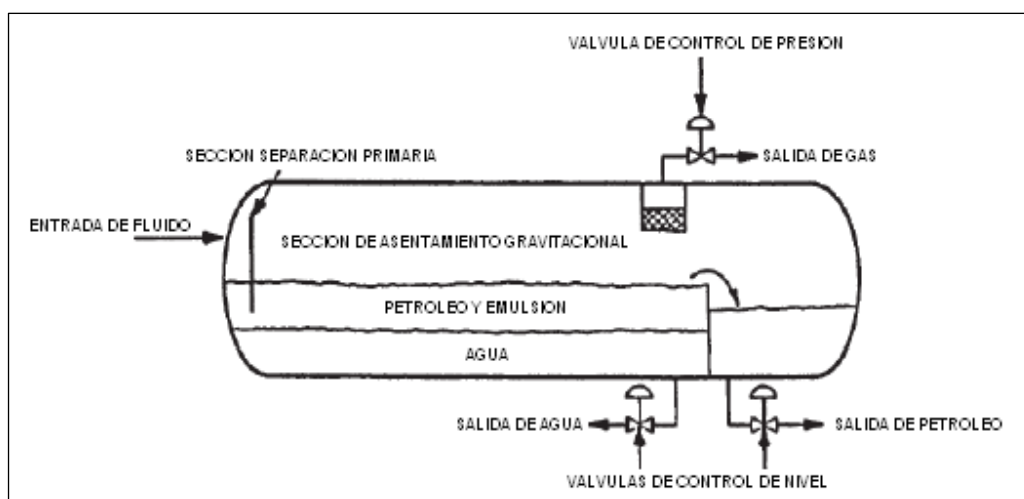 VALVULA DE CONTROL DE PRESION
SECCION SEPARACION PRIMARIA
SALIDA DE GAS
ENTRADA DE FLUIDO
SECCION DE ASENTAMIENTO GRAVITACIONAL
PETROLEO Y EMULSION
AGUA
SALIDA DE AGUA
SALIDA DE PETROLEO
VALVULAS DE CONTROL DE NIVEL